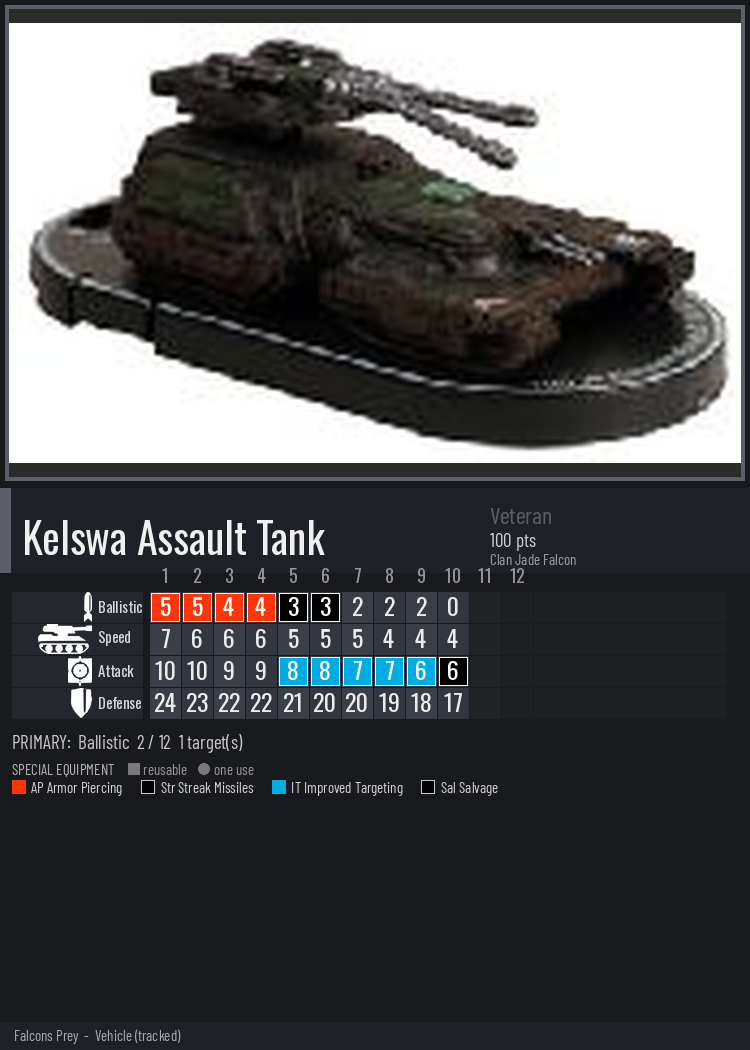 Kelswa Assault Tank
Veteran
100 pts
Clan Jade Falcon
1 2 3 4 5 6 7 8 9 10 11 12
Ballistic 5 5 4 4 3 3 2 2 2 0
Speed 7 6 6 6 5 5 5 4 4 4
Attack 10 10 9 9 8 8 7 7 6 6
Defense 24 23 22 22 21 20 20 19 18 17
PRIMARY: Ballistic 2 / 12 1 target(s)
SPECIAL EQUIPMENT reusable one use
AP Armor Piercing Str Streak Missiles IT Improved Targeting Sal Salvage
Falcons Prey - Vehicle (tracked)